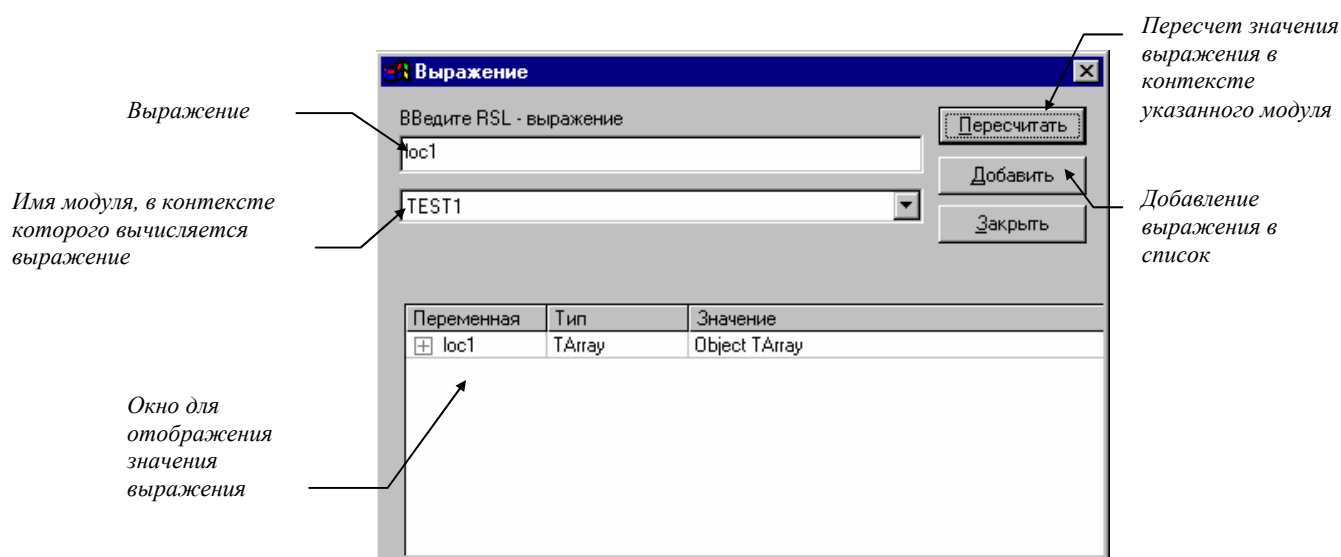 Пересчет значения
выражения в
контексте
указанного модуля
Выражение
Выражение
ВВедите RSL - выражение
loc1
Пересчитать
Добавить
Имя модуля, в контексте
которого вычисляется
выражение
TEST1
Закрыть
Добавление
выражения в
список
Переменная Тип Значение
loc1 TArray Object TArray
Окно для
отображения
значения
выражения